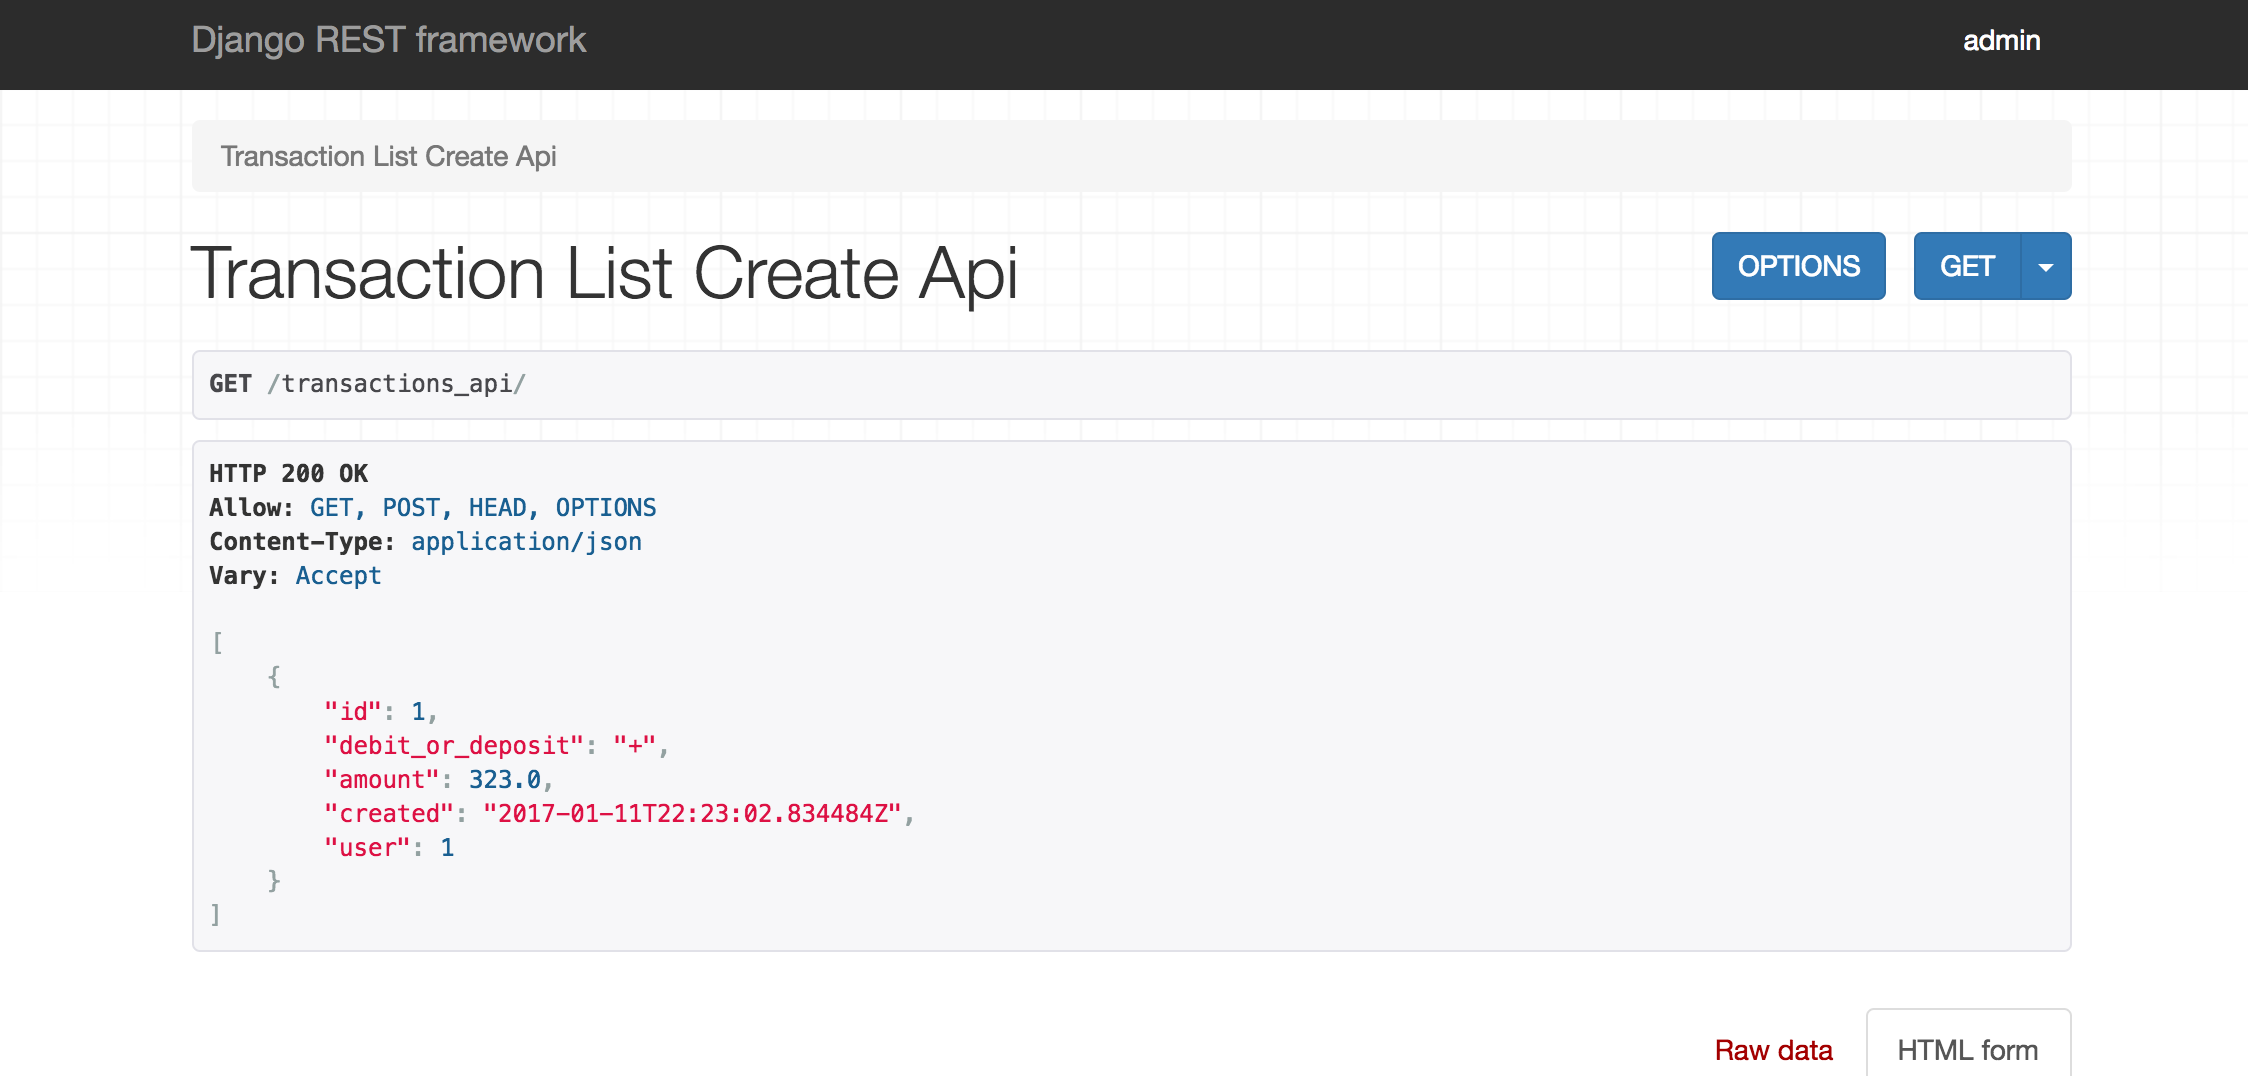 Django REST framework
admin
Transaction List Create Api
Transaction List Create Api
OPTIONS
GET
GET /transactions_api/
HTTP 200 OK
Allow: GET, POST, HEAD, OPTIONS
Content-Type: application/json
Vary: Accept
[
    {
        "id": 1,
        "debit_or_deposit": "+",
        "amount": 323.0,
        "created": "2017-01-11T22:23:02.834484Z",
        "user": 1
    }
]
Raw data
HTML form